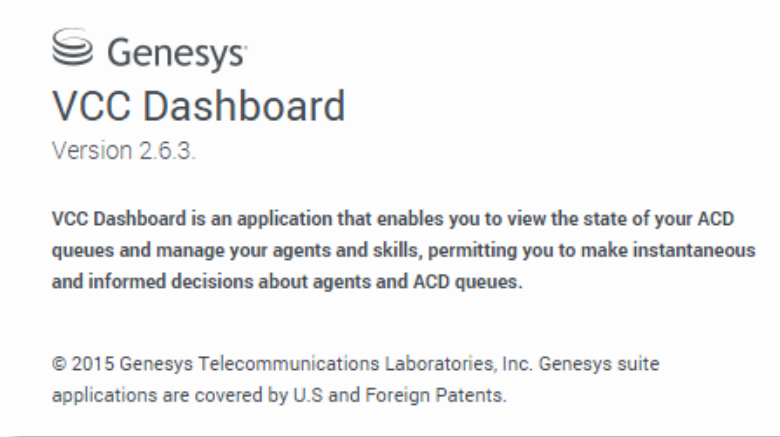 Genesys
VCC Dashboard
Version 2.6.3.
VCC Dashboard is an application that enables you to view the state of your ACD
queues and manage your agents and skills, permitting you to make instantaneous
and informed decisions about agents and ACD queues.
© 2015 Genesys Telecommunications Laboratories, Inc. Genesys suite
applications are covered by U.S and Foreign Patents.